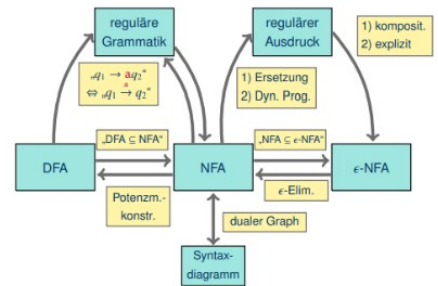 reguläre
Grammatik
regulärer
Ausdruck
1) komposit.
2) explizit
„q₁ → aq₂“
⇔ „q₁ →ᵃ q₂“
1) Ersetzung
2) Dyn. Prog.
„DFA ⊆ NFA“
„NFA ⊆ ϵ-NFA“
DFA
NFA
ϵ-NFA
Potenzm.-
konstr.
ϵ-Elim.
dualer Graph
Syntax-
diagramm